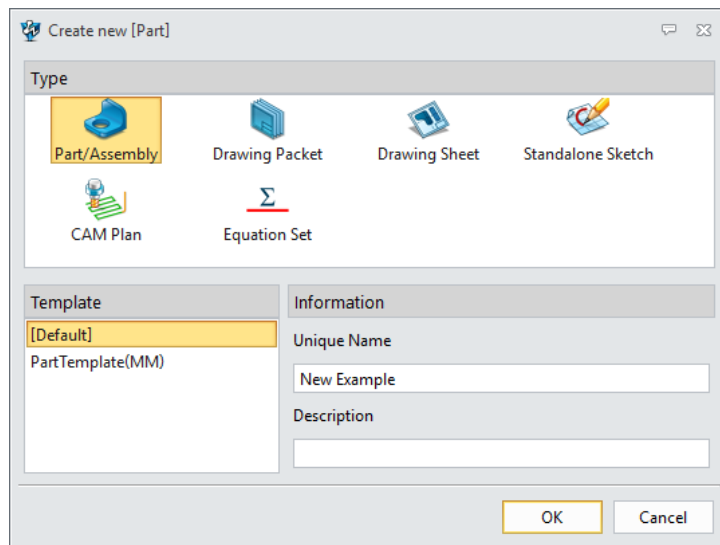 Create new [Part]
Type
Part/Assembly Drawing Packet Drawing Sheet Standalone Sketch
Σ
CAM Plan Equation Set
Template
[Default]
PartTemplate(MM)
Information
Unique Name
New Example
Description
OK Cancel